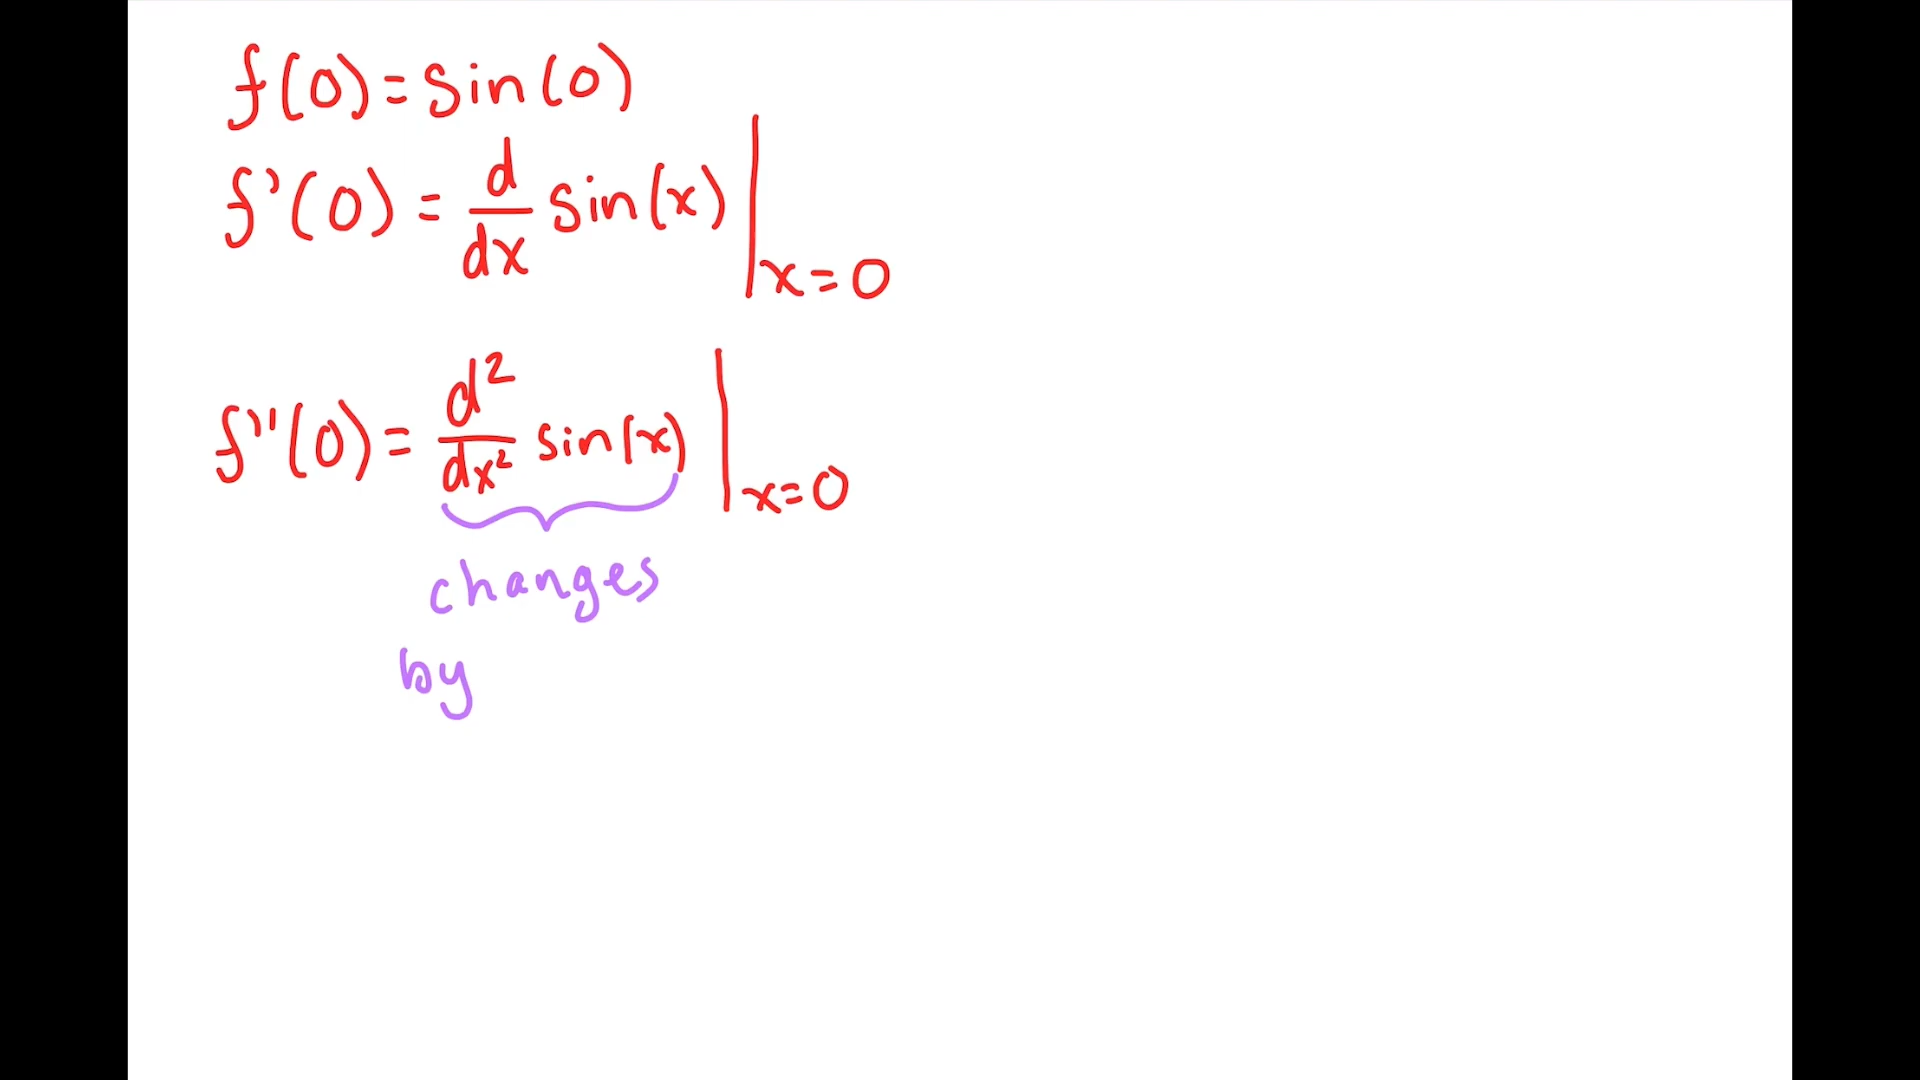 f(0)=sin(0)
f'(0) = d/dx sin(x) | x=0
f''(0) = d²/dx² sin(x) | x=0
changes
by